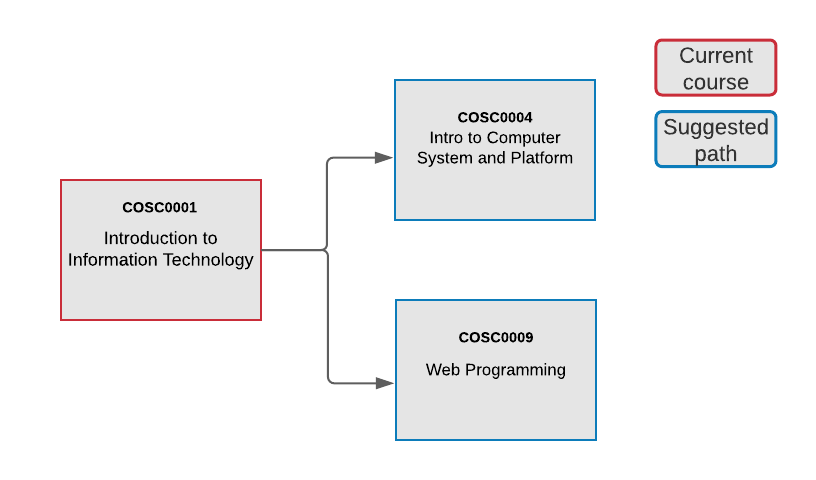 Current
course
COSC0004
Intro to Computer
System and Platform
Suggested
path
COSC0001
Introduction to
Information Technology
COSC0009
Web Programming